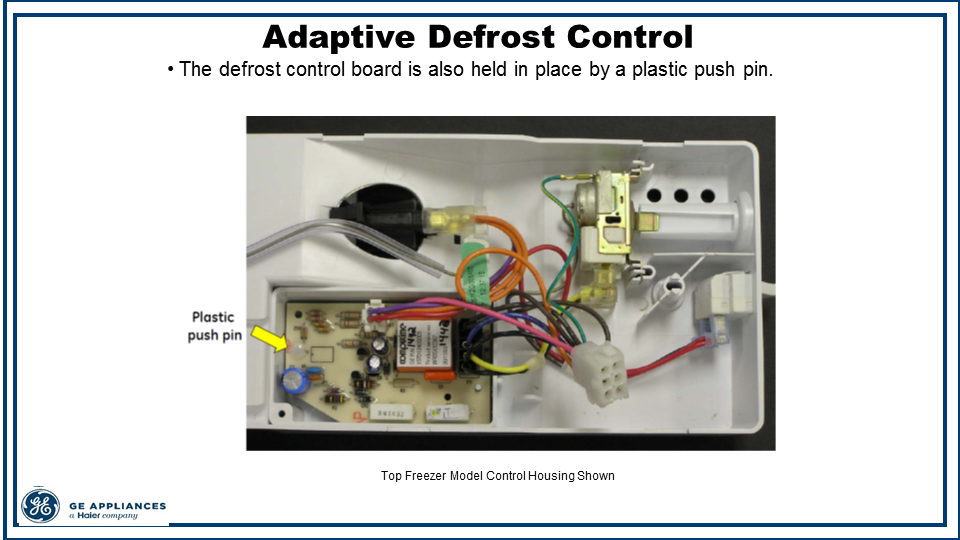 Adaptive Defrost Control
• The defrost control board is also held in place by a plastic push pin.
Plastic
push pin
1442
Top Freezer Model Control Housing Shown
GE APPLIANCES
a Haier company